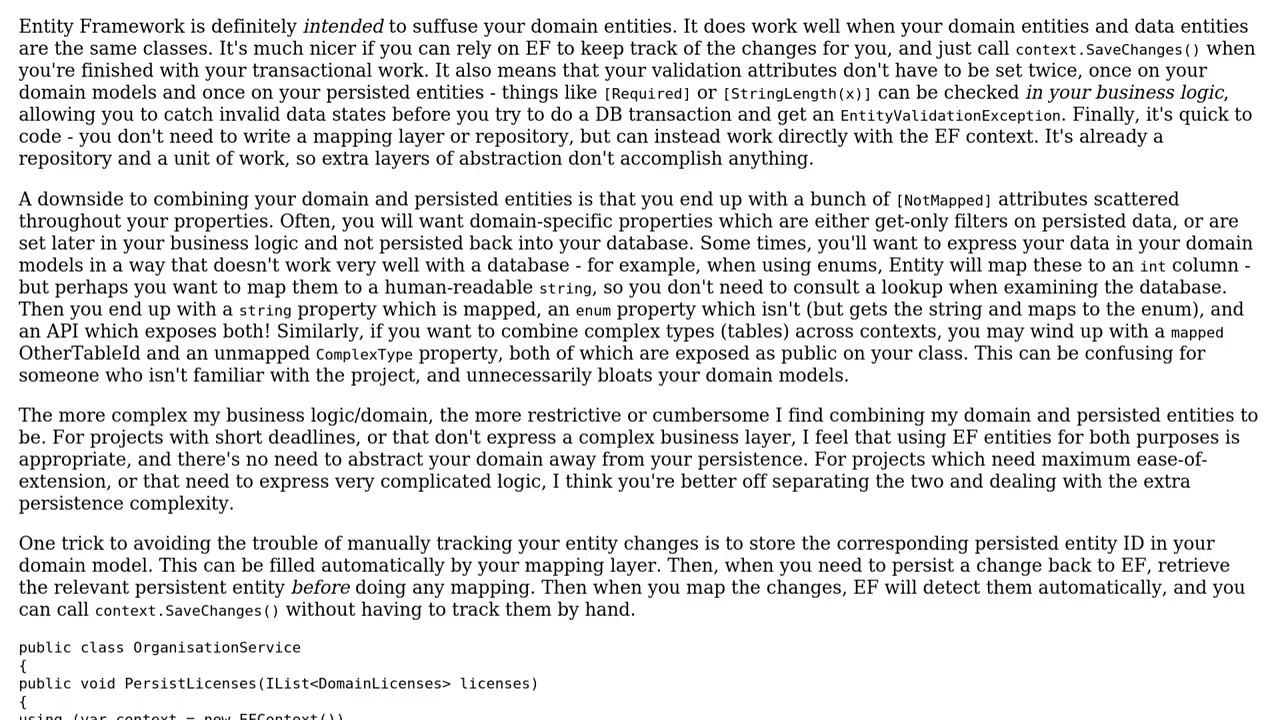 Entity Framework is definitely intended to suffuse your domain entities. It does work well when your domain entities and data entities
are the same classes. It's much nicer if you can rely on EF to keep track of the changes for you, and just call context.SaveChanges() when
you're finished with your transactional work. It also means that your validation attributes don't have to be set twice, once on your
domain models and once on your persisted entities - things like [Required] or [StringLength(x)] can be checked in your business logic,
allowing you to catch invalid data states before you try to do a DB transaction and get an EntityValidationException. Finally, it's quick to
code - you don't need to write a mapping layer or repository, but can instead work directly with the EF context. It's already a
repository and a unit of work, so extra layers of abstraction don't accomplish anything.
A downside to combining your domain and persisted entities is that you end up with a bunch of [NotMapped] attributes scattered
throughout your properties. Often, you will want domain-specific properties which are either get-only filters on persisted data, or are
set later in your business logic and not persisted back into your database. Some times, you'll want to express your data in your domain
models in a way that doesn't work very well with a database - for example, when using enums, Entity will map these to an int column -
but perhaps you want to map them to a human-readable string, so you don't need to consult a lookup when examining the database.
Then you end up with a string property which is mapped, an enum property which isn't (but gets the string and maps to the enum), and
an API which exposes both! Similarly, if you want to combine complex types (tables) across contexts, you may wind up with a mapped
OtherTableId and an unmapped ComplexType property, both of which are exposed as public on your class. This can be confusing for
someone who isn't familiar with the project, and unnecessarily bloats your domain models.
The more complex my business logic/domain, the more restrictive or cumbersome I find combining my domain and persisted entities to
be. For projects with short deadlines, or that don't express a complex business layer, I feel that using EF entities for both purposes is
appropriate, and there's no need to abstract your domain away from your persistence. For projects which need maximum ease-of-
extension, or that need to express very complicated logic, I think you're better off separating the two and dealing with the extra
persistence complexity.
One trick to avoiding the trouble of manually tracking your entity changes is to store the corresponding persisted entity ID in your
domain model. This can be filled automatically by your mapping layer. Then, when you need to persist a change back to EF, retrieve
the relevant persistent entity before doing any mapping. Then when you map the changes, EF will detect them automatically, and you
can call context.SaveChanges() without having to track them by hand.
public class OrganisationService
{
public void PersistLicenses(IList<DomainLicenses> licenses)
{
using (var context = new EFContext())